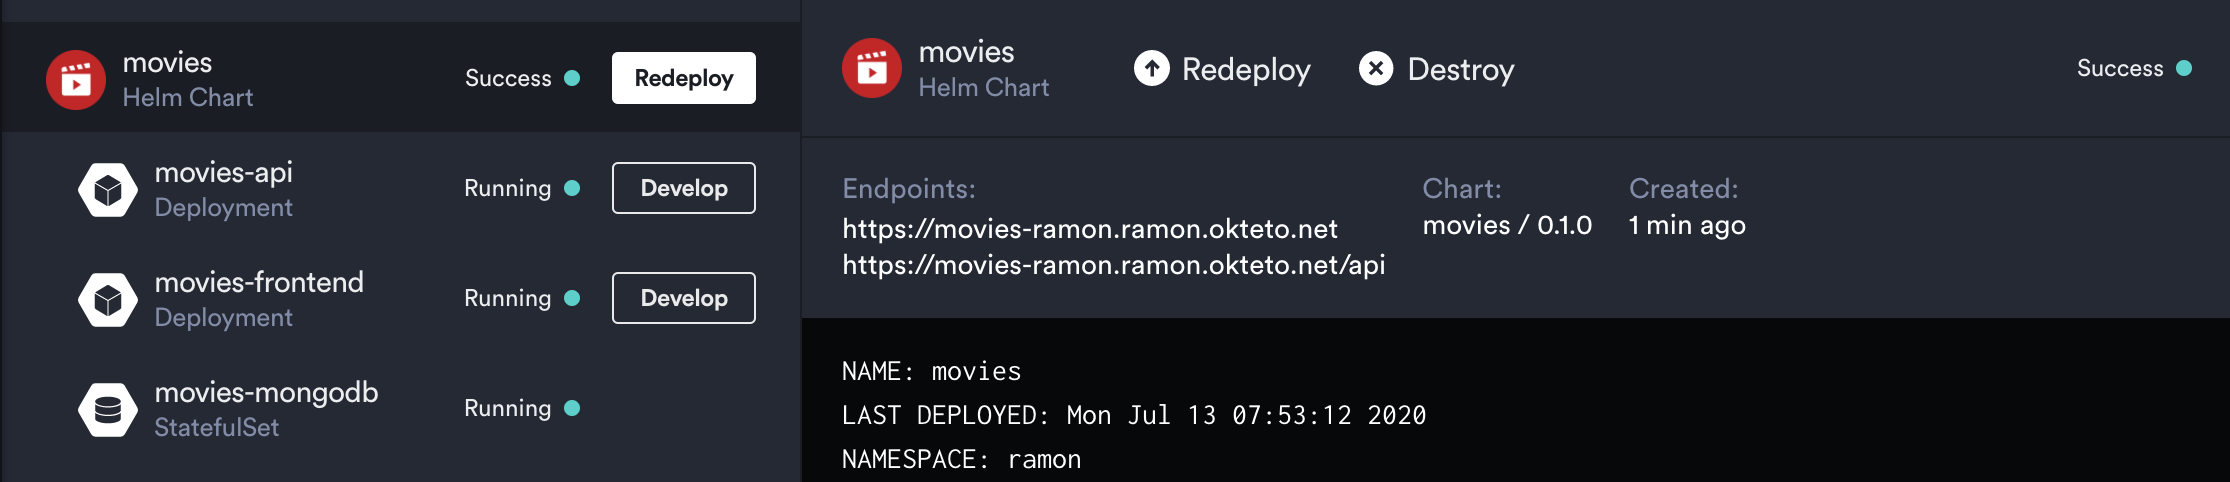 movies
Helm Chart
Success
Redeploy
movies-api
Deployment
Running
Develop
movies-frontend
Deployment
Running
Develop
movies-mongodb
StatefulSet
Running
movies
Helm Chart
Redeploy
Destroy
Success
Endpoints:
https://movies-ramon.ramon.okteto.net
https://movies-ramon.ramon.okteto.net/api
Chart:
movies / 0.1.0
Created:
1 min ago
NAME: movies
LAST DEPLOYED: Mon Jul 13 07:53:12 2020
NAMESPACE: ramon